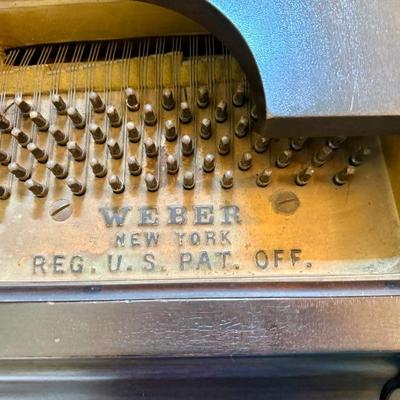 WEBER
NEW YORK
REG. U.S. PAT. OFF.